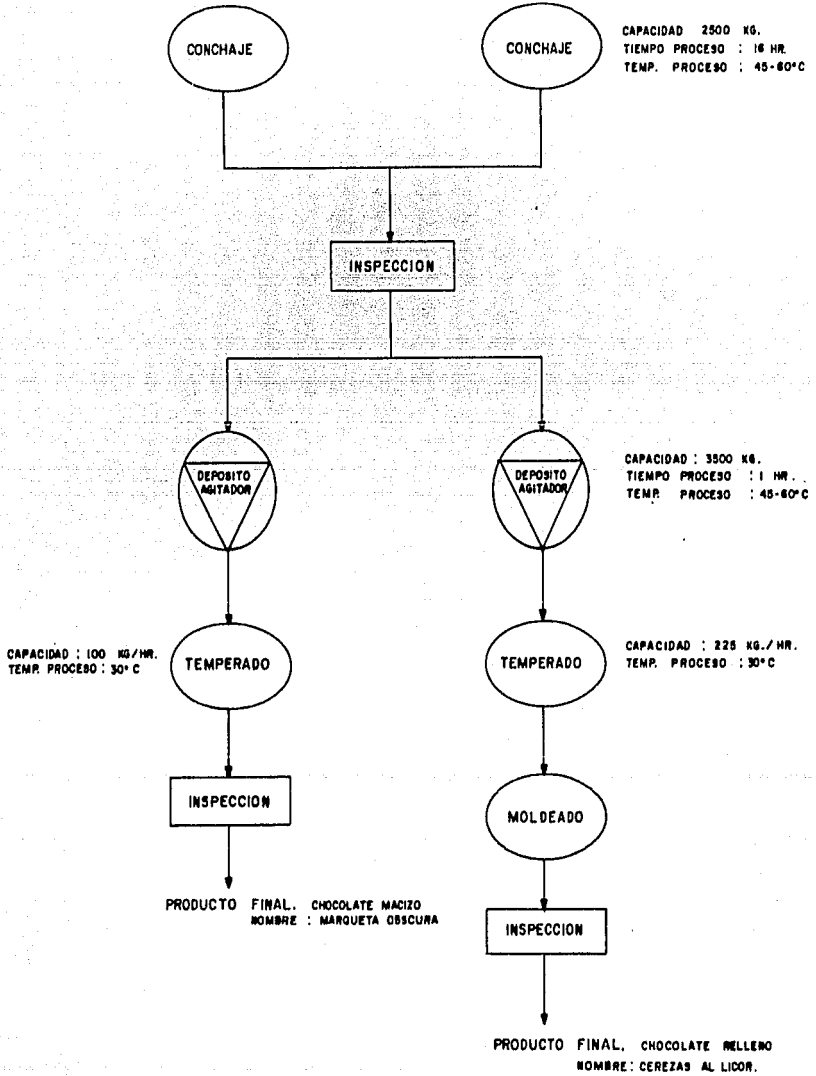 CONCHAJE
CONCHAJE
CAPACIDAD 2500 KG.
TIEMPO PROCESO : 16 HR.
TEMP. PROCESO : 45-60°C
INSPECCION
DEPOSITO
AGITADOR
DEPOSITO
AGITADOR
CAPACIDAD : 3500 KG.
TIEMPO PROCESO : 1 HR.
TEMP. PROCESO : 45-60°C
CAPACIDAD : 100 KG/HR.
TEMP. PROCESO : 30°C
TEMPERADO
TEMPERADO
CAPACIDAD : 225 KG./HR.
TEMP. PROCESO : 30°C
INSPECCION
MOLDEADO
PRODUCTO FINAL. CHOCOLATE MACIZO
NOMBRE : MARQUETA OBSCURA
INSPECCION
PRODUCTO FINAL. CHOCOLATE RELLENO
NOMBRE: CEREZAS AL LICOR.